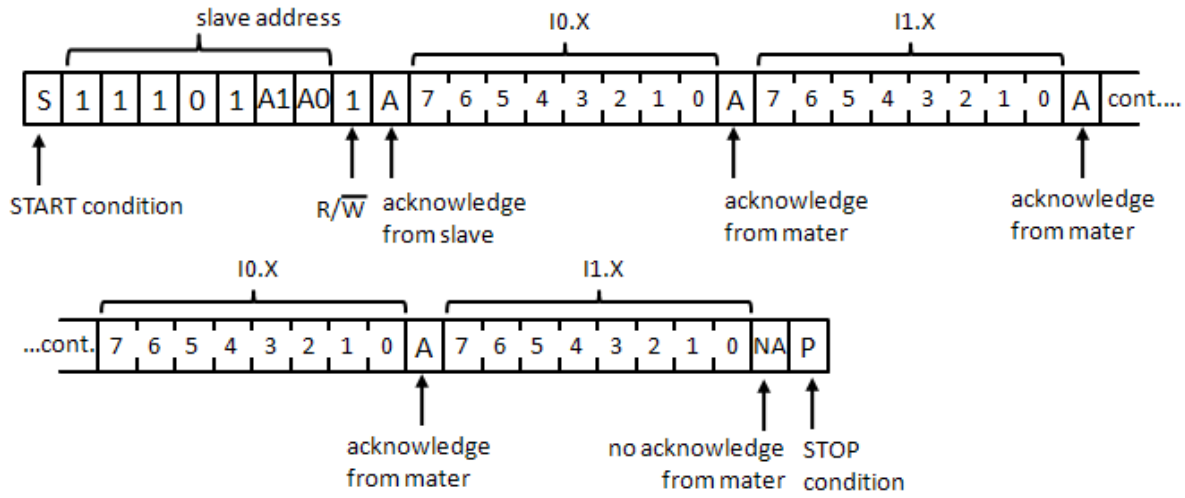 slave address I0.X I1.X
S 1 1 1 0 1 A1 A0 1 A 7 6 5 4 3 2 1 0 A 7 6 5 4 3 2 1 0 A cont....
START condition R/W̅ acknowledge from slave acknowledge from mater acknowledge from mater
I0.X I1.X
...cont. 7 6 5 4 3 2 1 0 A 7 6 5 4 3 2 1 0 NA P
acknowledge from mater no acknowledge from mater STOP condition